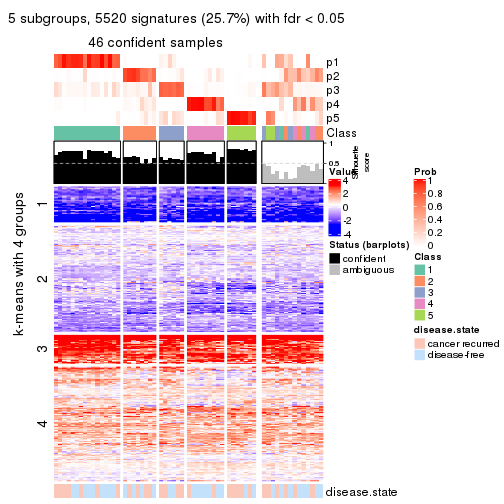 5 subgroups, 5520 signatures (25.7%) with fdr < 0.05
46 confident samples
p1
p2
p3
p4
p5
Class
1
0.5
0
Silhouette
score
k-means with 4 groups
1
2
3
4
Value
4
2
0
-2
-4
Status (barplots)
confident
ambiguous
Prob
1
0.8
0.6
0.4
0.2
0
Class
1
2
3
4
5
disease.state
cancer recurred
disease-free
disease.state